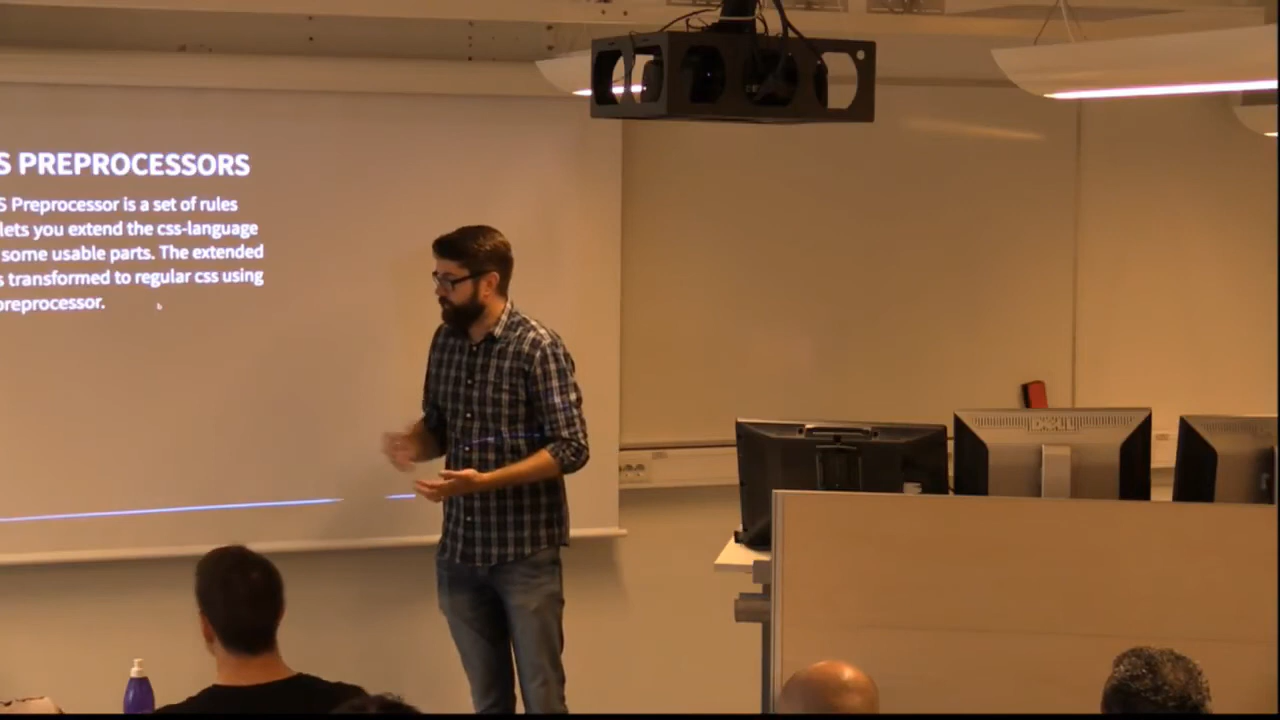 S PREPROCESSORS
S Preprocessor is a set of rules
lets you extend the css-language
some usable parts. The extended
s transformed to regular css using
preprocessor.